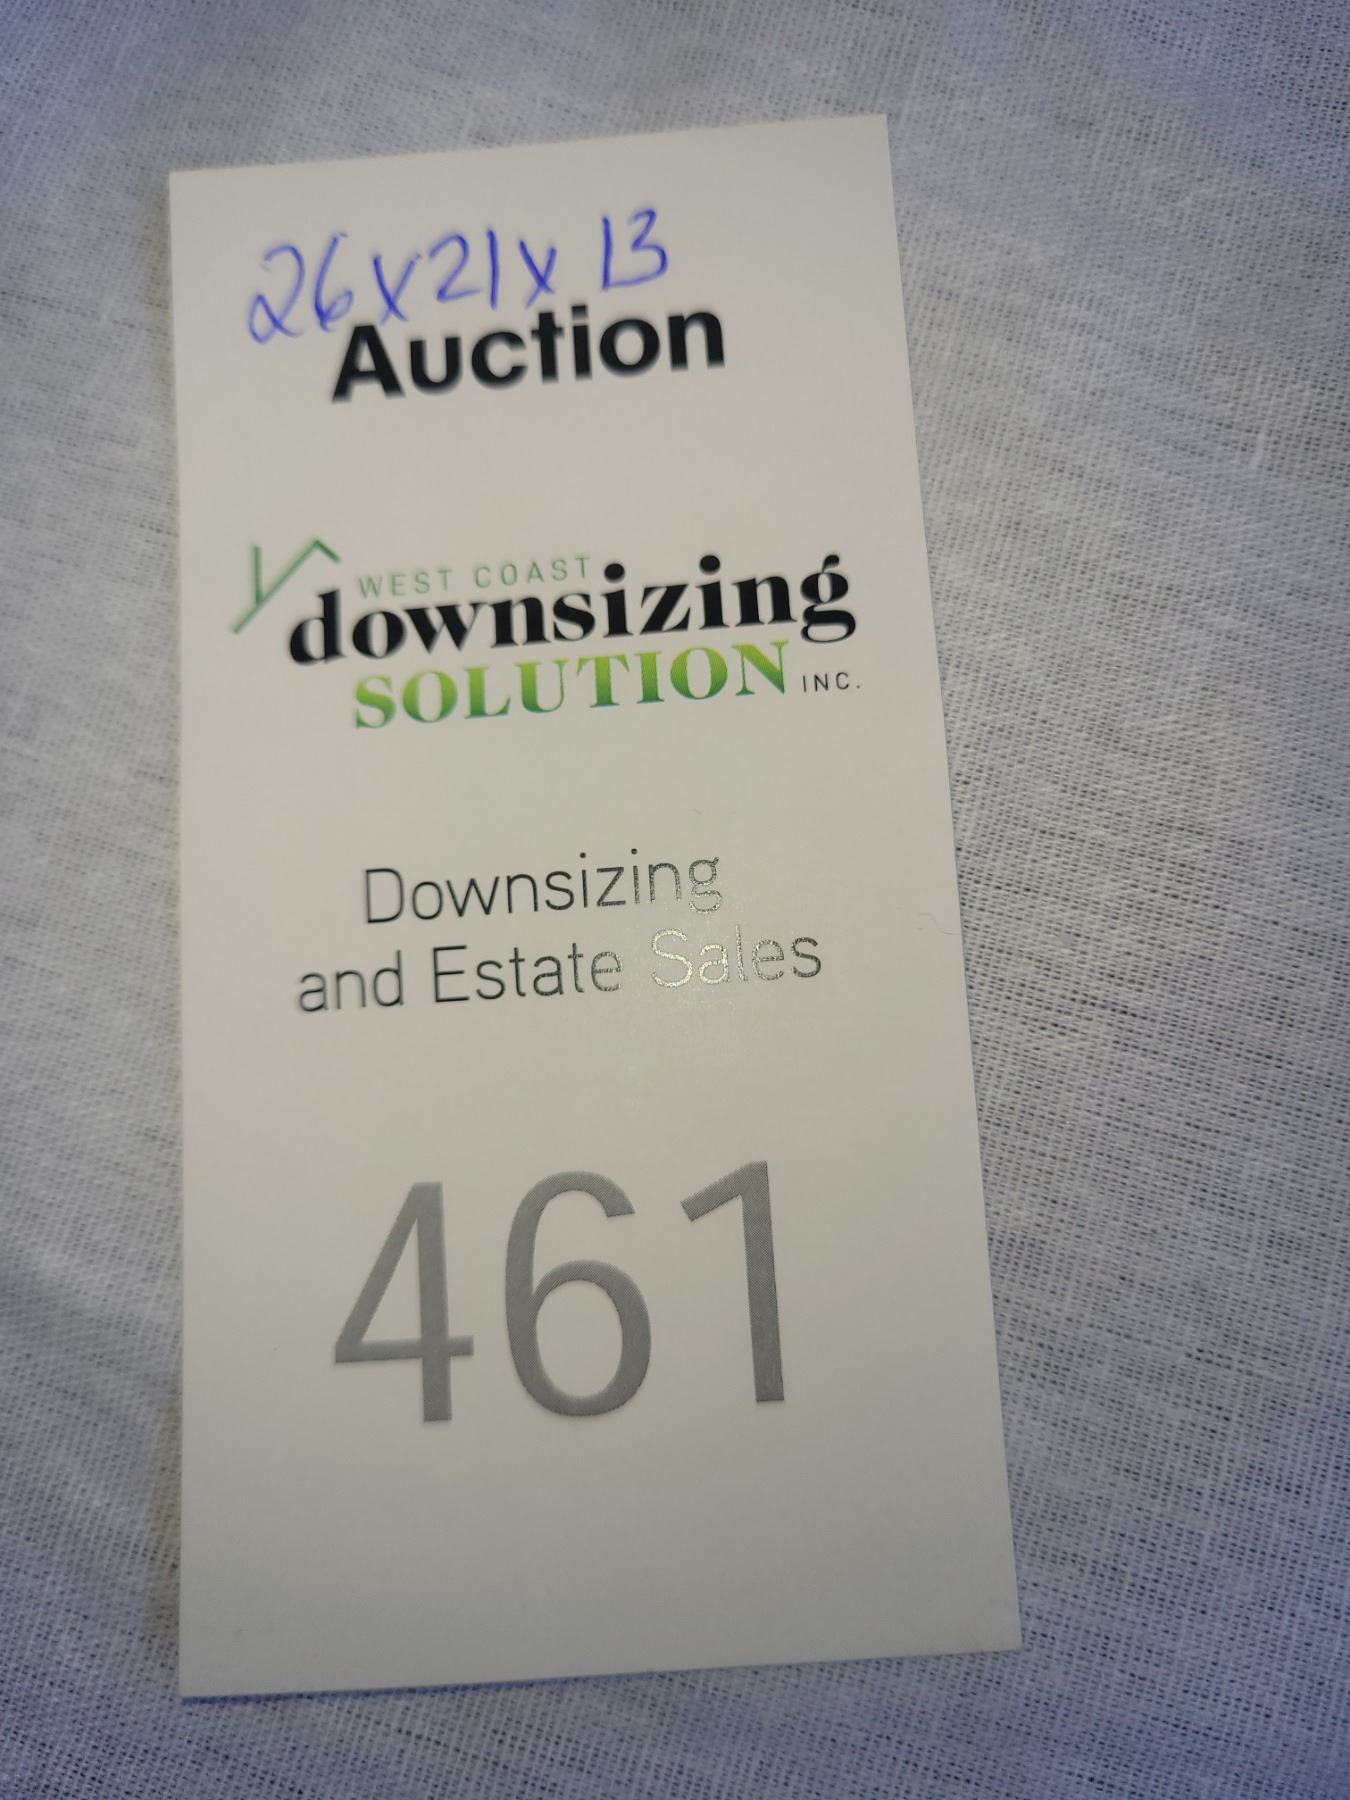 26x21x13
Auction
WEST COAST
downsizing
SOLUTION INC.
Downsizing
and Estate Sales
461